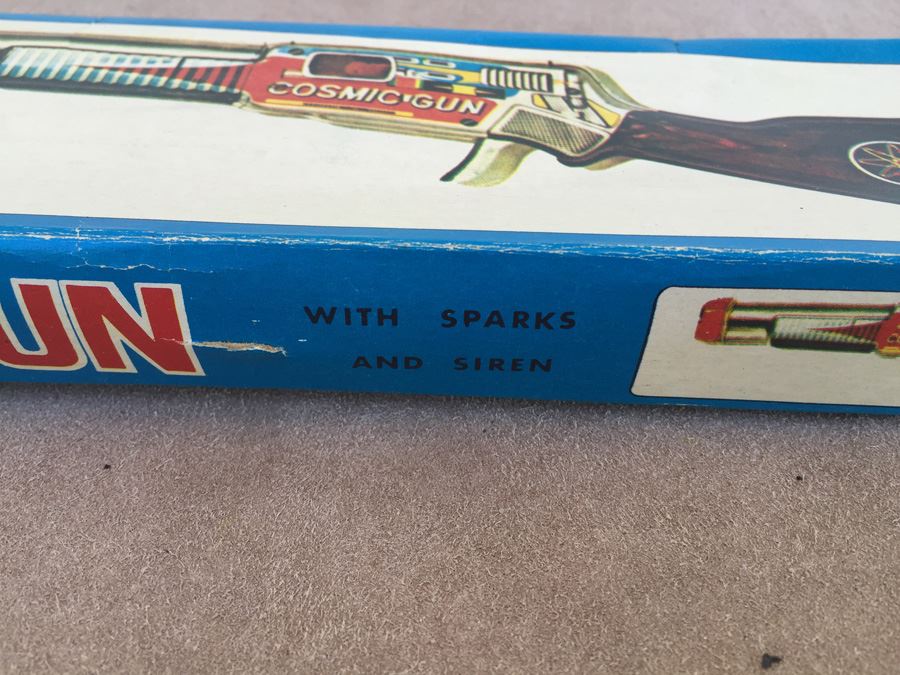 COSMIC GUN
UN
WITH SPARKS
AND SIREN